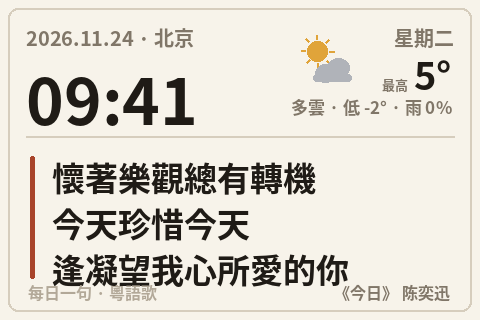 2026.11.24 · 北京
星期二
09:41
最高 5°
多雲 · 低 -2° · 雨 0%
懷著樂觀總有轉機
今天珍惜今天
逢凝望我心所愛的你
每日一句 · 粵語歌
《今日》 陈奕迅